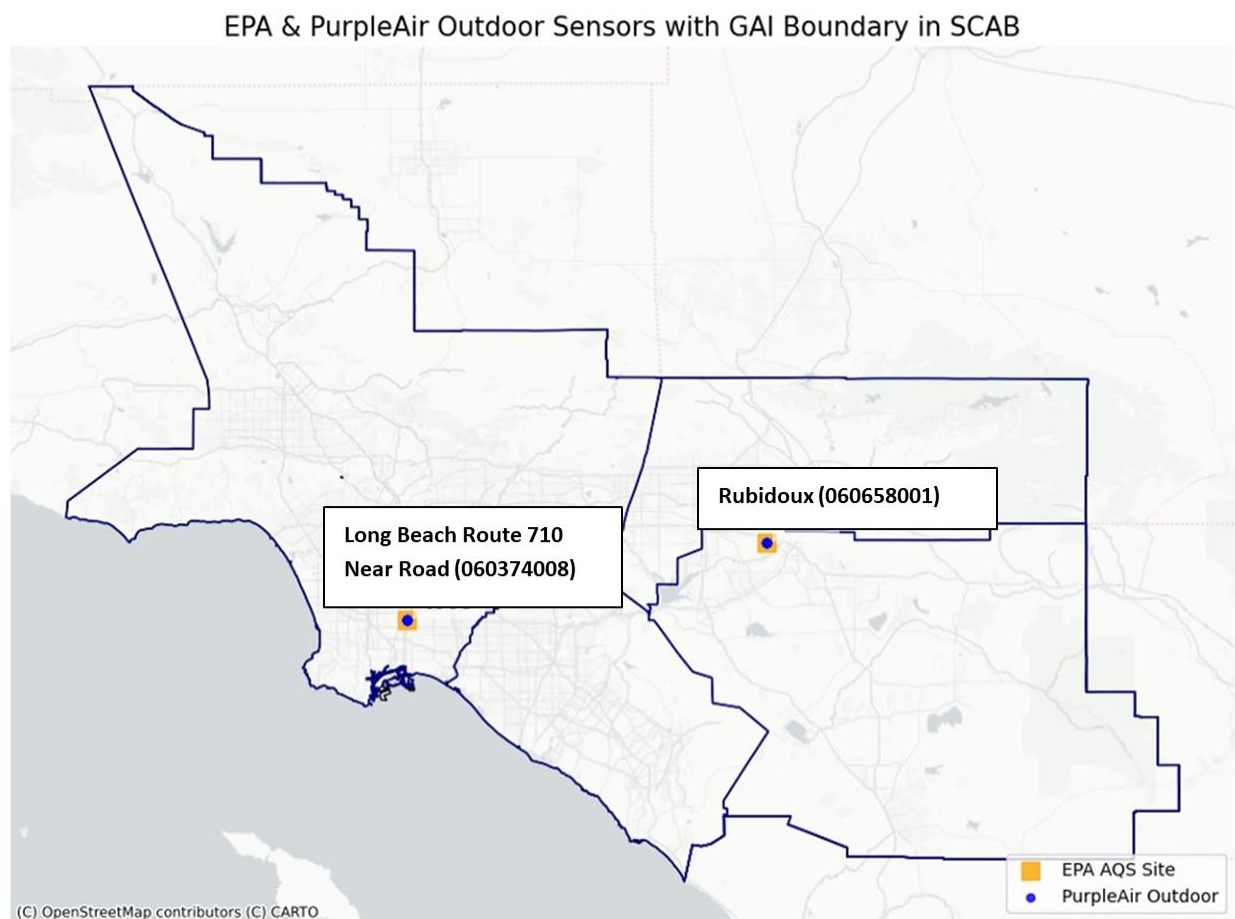 EPA & PurpleAir Outdoor Sensors with GAI Boundary in SCAB
Rubidoux (060658001)
Long Beach Route 710
Near Road (060374008)
EPA AQS Site
PurpleAir Outdoor
(C) OpenStreetMap contributors (C) CARTO